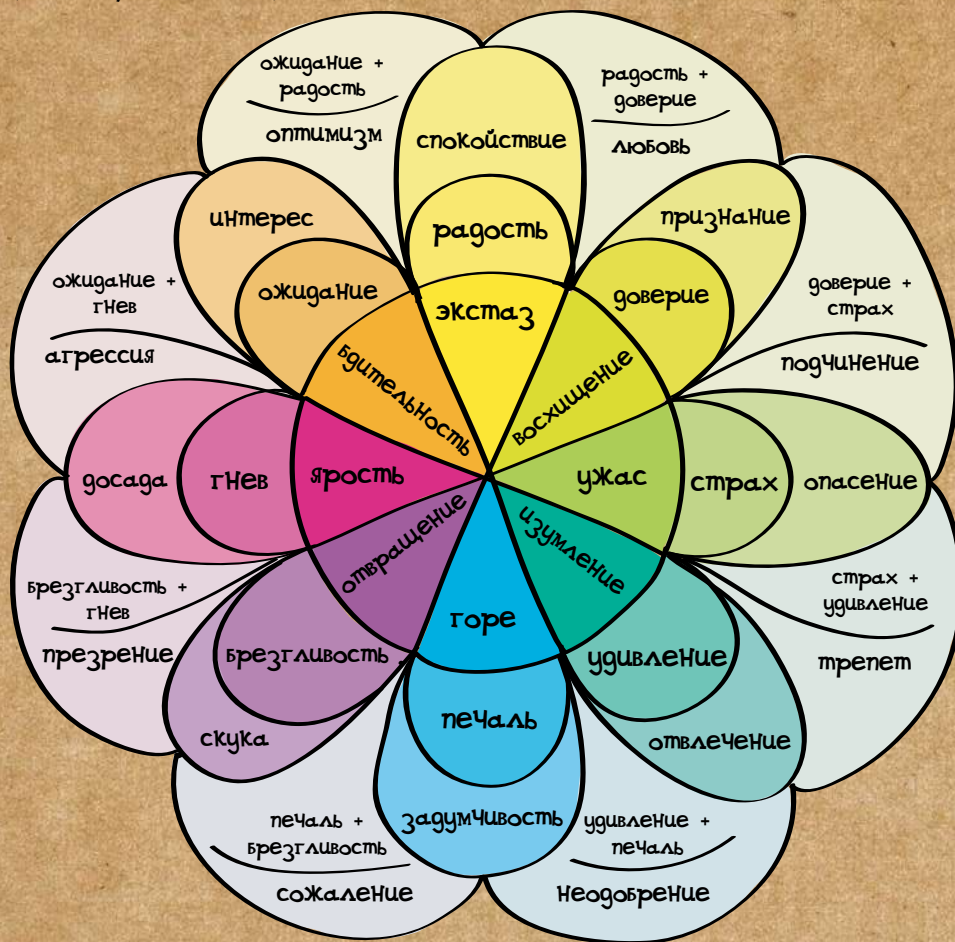 ожидание +
радость
оптимизм
радость +
доверие
любовь
спокойствие
радость
экстаз
интерес
ожидание
бдительность
признание
доверие
восхищение
ожидание +
гнев
агрессия
доверие +
страх
подчинение
досада
гнев
ярость
ужас
страх
опасение
отвращение
брезгливость
скука
горе
печаль
задумчивость
изумление
удивление
отвлечение
брезгливость +
гнев
презрение
страх +
удивление
трепет
печаль +
брезгливость
сожаление
удивление +
печаль
неодобрение